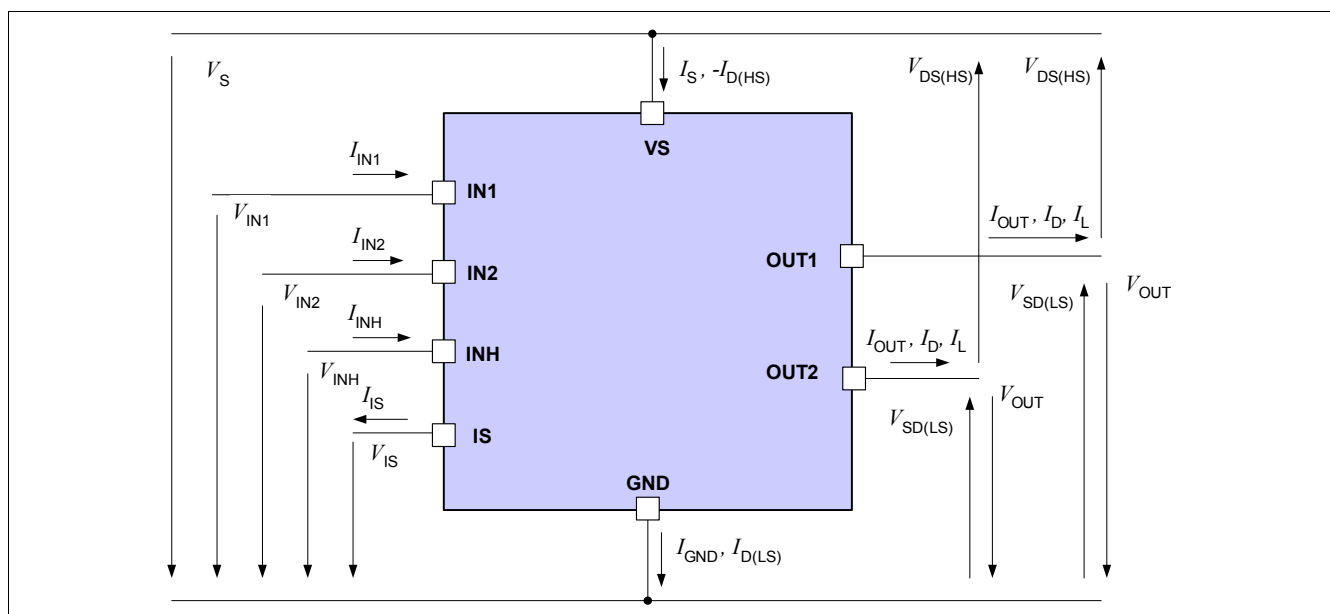 V_S
I_S, -I_D(HS)
V_DS(HS)
V_DS(HS)
VS
I_IN1
IN1
V_IN1
I_IN2
IN2
V_IN2
I_OUT, I_D, I_L
OUT1
V_SD(LS)
V_OUT
I_INH
INH
V_INH
I_OUT, I_D, I_L
OUT2
V_OUT
V_SD(LS)
I_IS
IS
V_IS
GND
I_GND, I_D(LS)